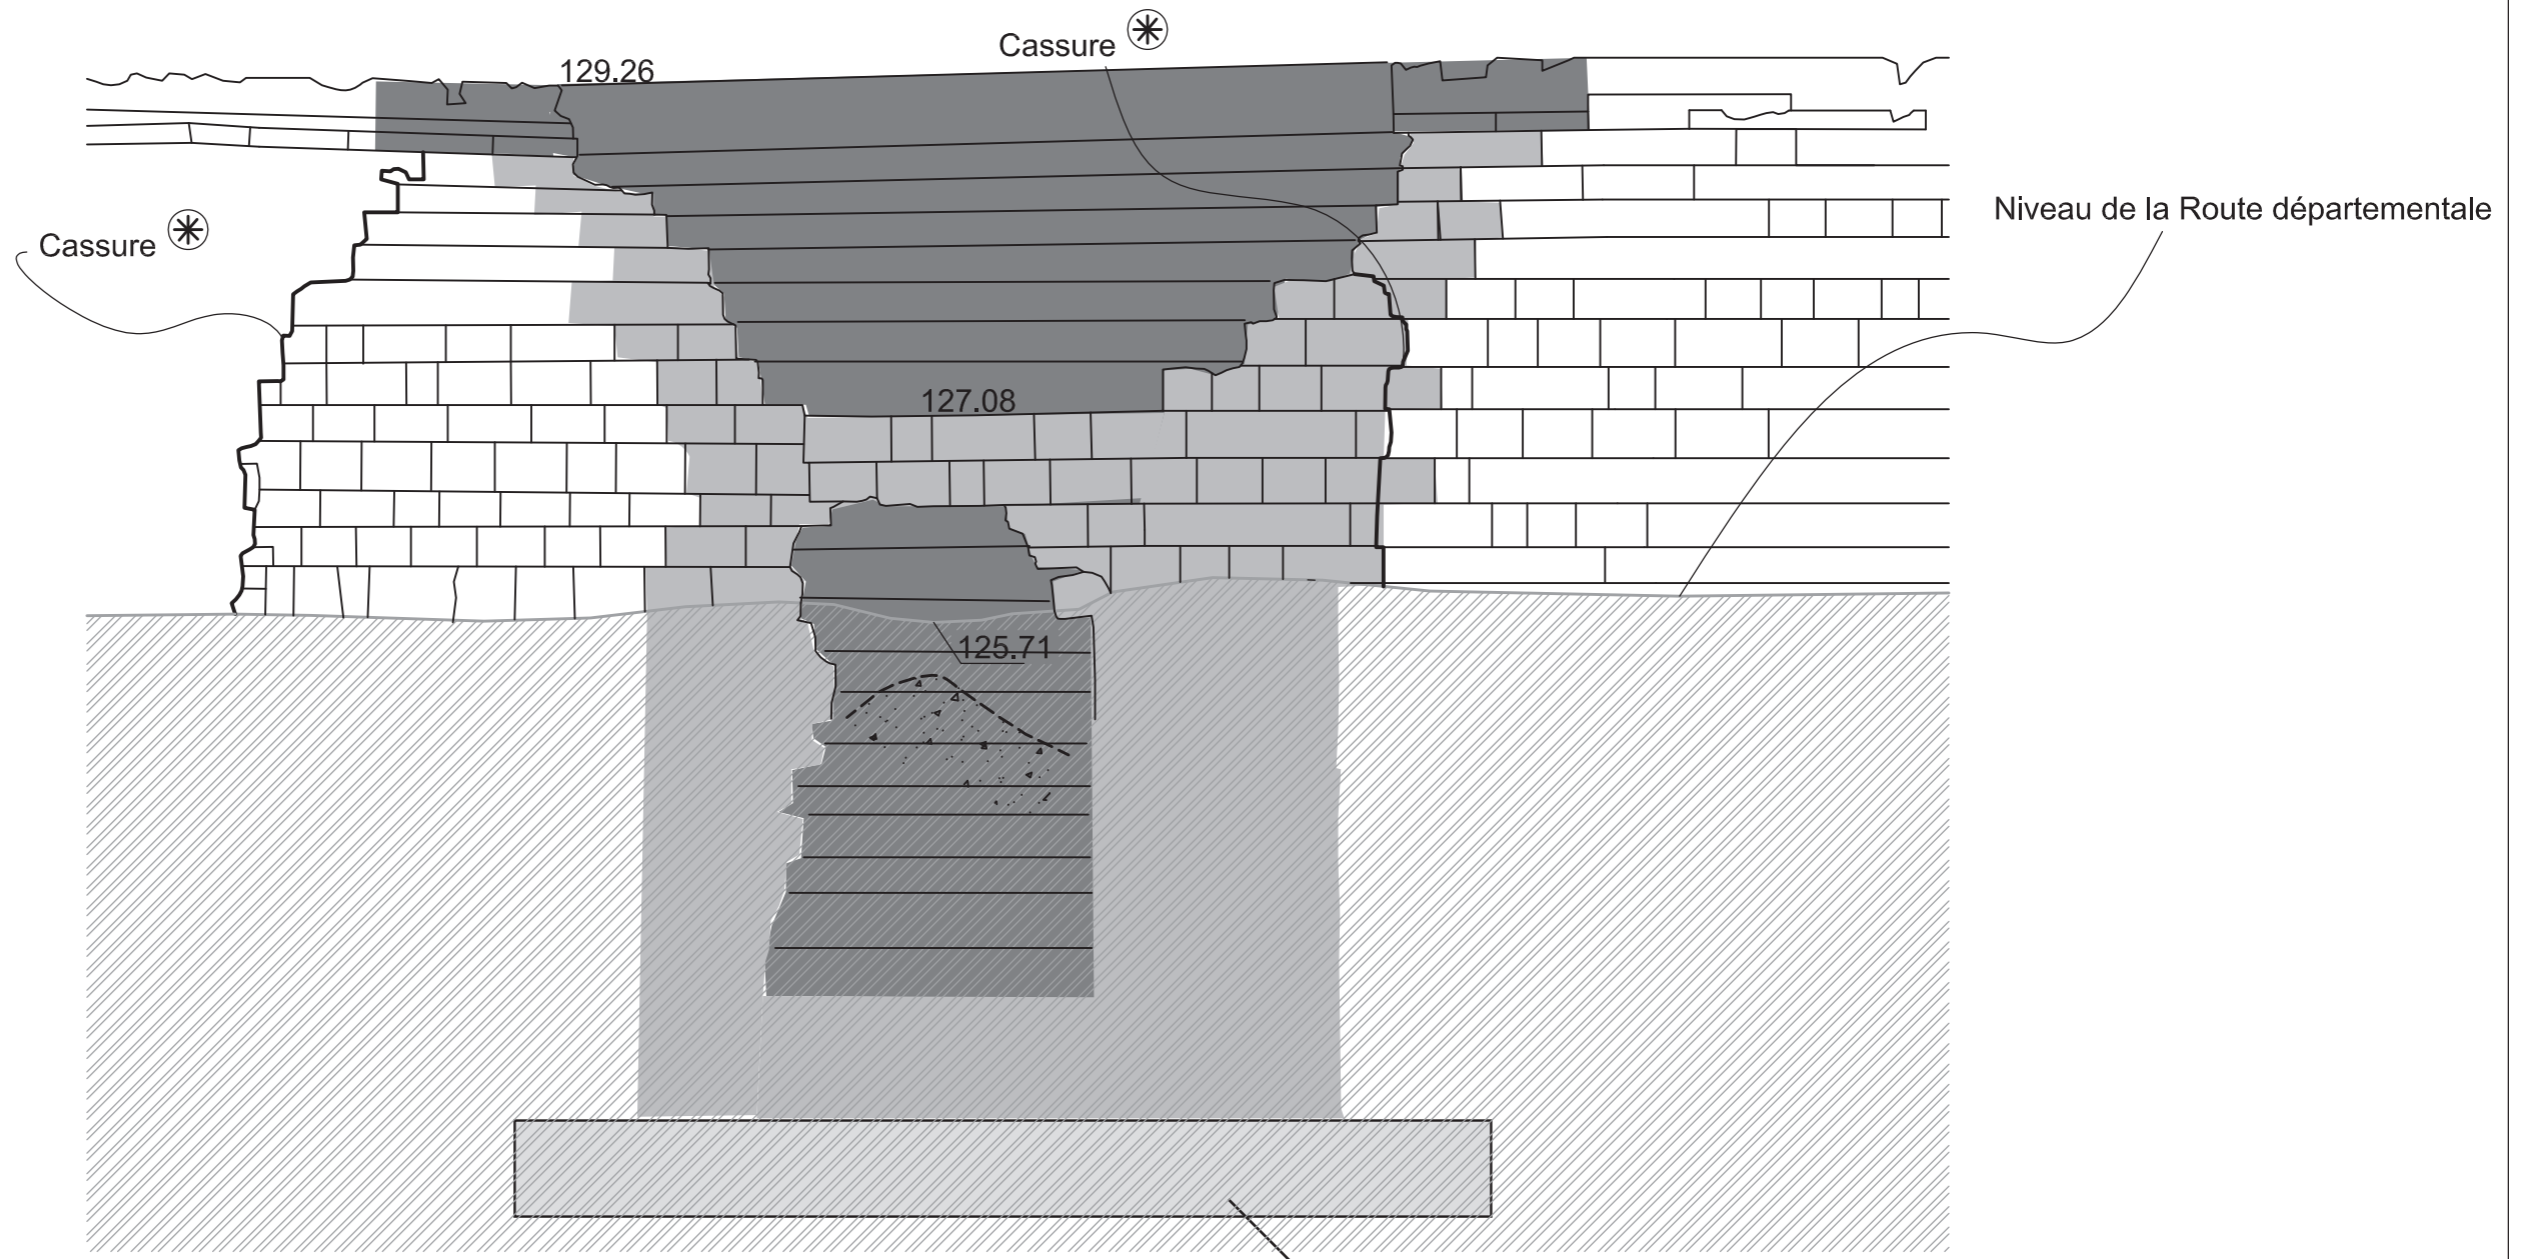 Cassure
129.26
Cassure
Niveau de la Route départementale
127.08
125.71